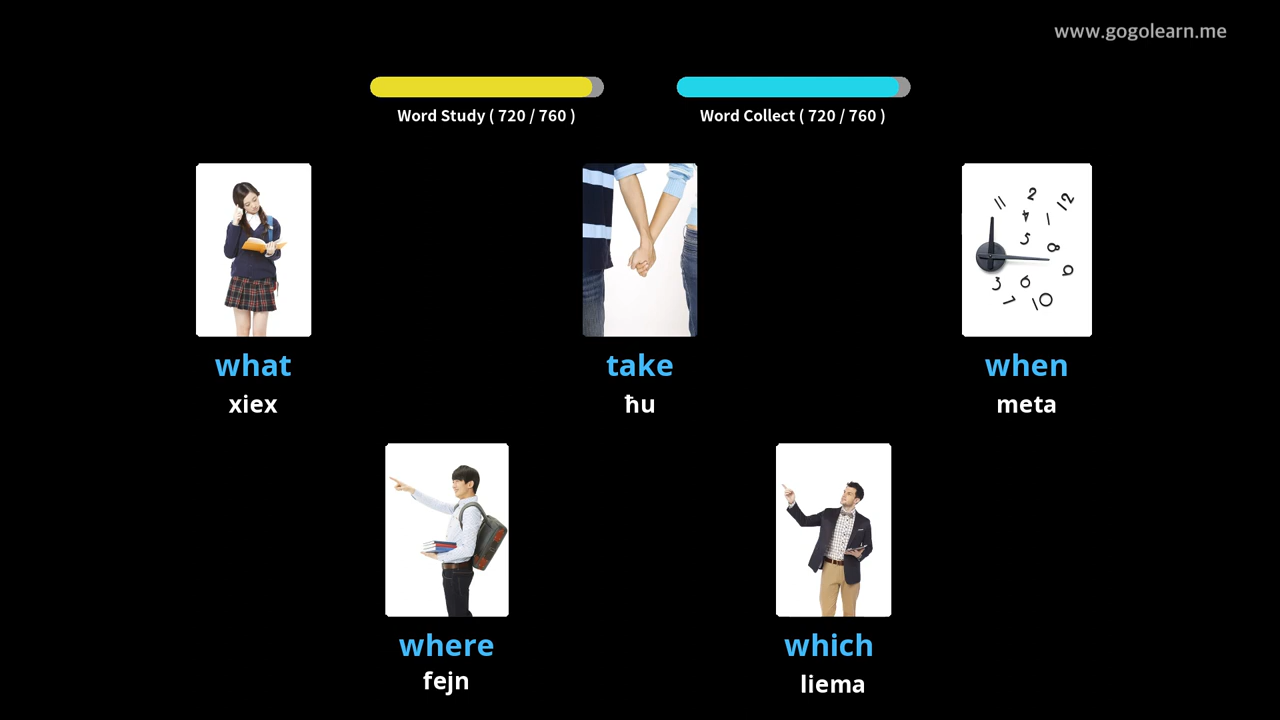 www.gogolearn.me
Word Study ( 720 / 760 )
Word Collect ( 720 / 760 )
what
take
when
xiex
ħu
meta
where
which
fejn
liema